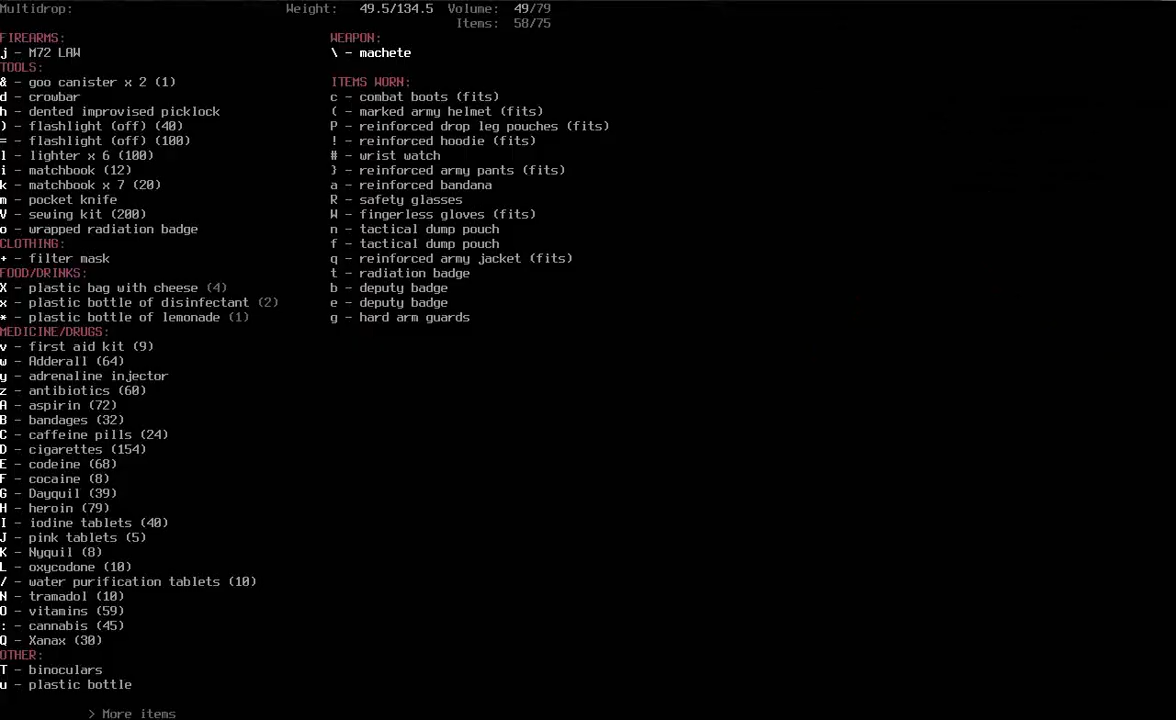 Multidrop: Weight: 49.5/134.5 Volume: 49/79
Items: 58/75
FIREARMS:
j - M72 LAW
TOOLS:
& - goo canister x 2 (1)
d - crowbar
h - dented improvised picklock
) - flashlight (off) (40)
= - flashlight (off) (100)
l - lighter x 6 (100)
i - matchbook (12)
k - matchbook x 7 (20)
m - pocket knife
V - sewing kit (200)
o - wrapped radiation badge
CLOTHING:
+ - filter mask
FOOD/DRINKS:
X - plastic bag with cheese (4)
x - plastic bottle of disinfectant (2)
* - plastic bottle of lemonade (1)
MEDICINE/DRUGS:
v - first aid kit (9)
w - Adderall (64)
y - adrenaline injector
z - antibiotics (60)
A - aspirin (72)
B - bandages (32)
C - caffeine pills (24)
D - cigarettes (154)
E - codeine (68)
F - cocaine (8)
G - Dayquil (39)
H - heroin (79)
I - iodine tablets (40)
J - pink tablets (5)
K - Nyquil (8)
L - oxycodone (10)
/ - water purification tablets (10)
N - tramadol (10)
O - vitamins (59)
: - cannabis (45)
Q - Xanax (30)
OTHER:
T - binoculars
u - plastic bottle
> More items
WEAPON:
\ - machete
ITEMS WORN:
c - combat boots (fits)
( - marked army helmet (fits)
P - reinforced drop leg pouches (fits)
! - reinforced hoodie (fits)
# - wrist watch
} - reinforced army pants (fits)
a - reinforced bandana
R - safety glasses
W - fingerless gloves (fits)
n - tactical dump pouch
f - tactical dump pouch
q - reinforced army jacket (fits)
t - radiation badge
b - deputy badge
e - deputy badge
g - hard arm guards